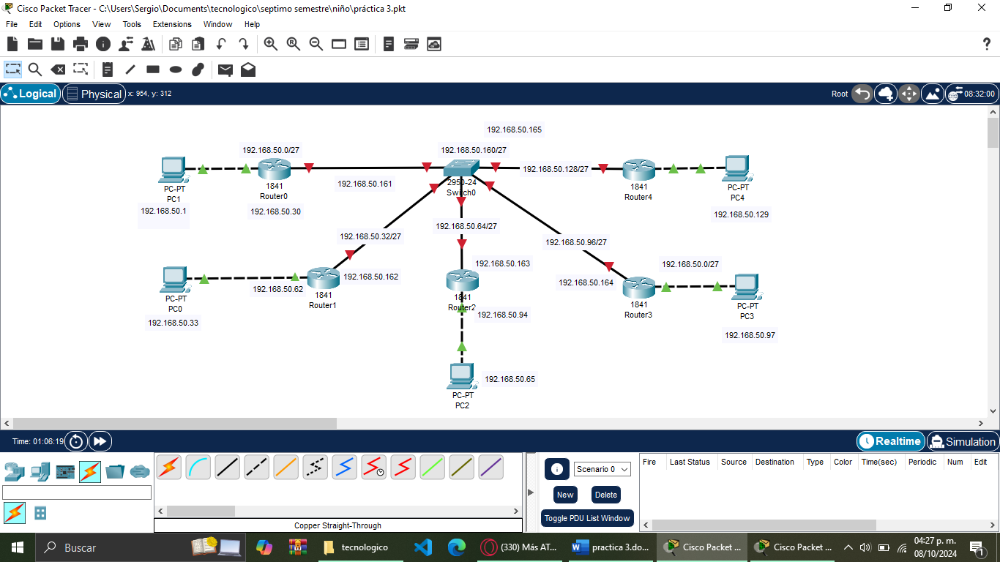 Cisco Packet Tracer - C:\Users\Sergio\Documents\tecnologico\septimo semestre\niño\práctica 3.pkt
File Edit Options View Tools Extensions Window Help
Logical Physical x: 954, y: 312 Root 08:32:00
192.168.50.165
192.168.50.0/27
192.168.50.160/27
192.168.50.128/27
2950-24
Switch0
192.168.50.161
1841
Router0
192.168.50.30
PC-PT
PC1
192.168.50.1
1841
Router4
PC-PT
PC4
192.168.50.129
192.168.50.64/27
192.168.50.32/27
192.168.50.96/27
192.168.50.163
192.168.50.0/27
192.168.50.162
192.168.50.164
192.168.50.62
1841
Router1
PC-PT
PC0
192.168.50.33
1841
Router2
192.168.50.94
1841
Router3
PC-PT
PC3
192.168.50.97
192.168.50.65
PC-PT
PC2
Time: 01:06:19 Realtime Simulation
Scenario 0
New Delete
Toggle PDU List Window
Fire Last Status Source Destination Type Color Time(sec) Periodic Num Edit
Copper Straight-Through
Buscar tecnologico (330) Más AT... practica 3.do... Cisco Packet ... Cisco Packet ...
04:27 p. m.
08/10/2024
1